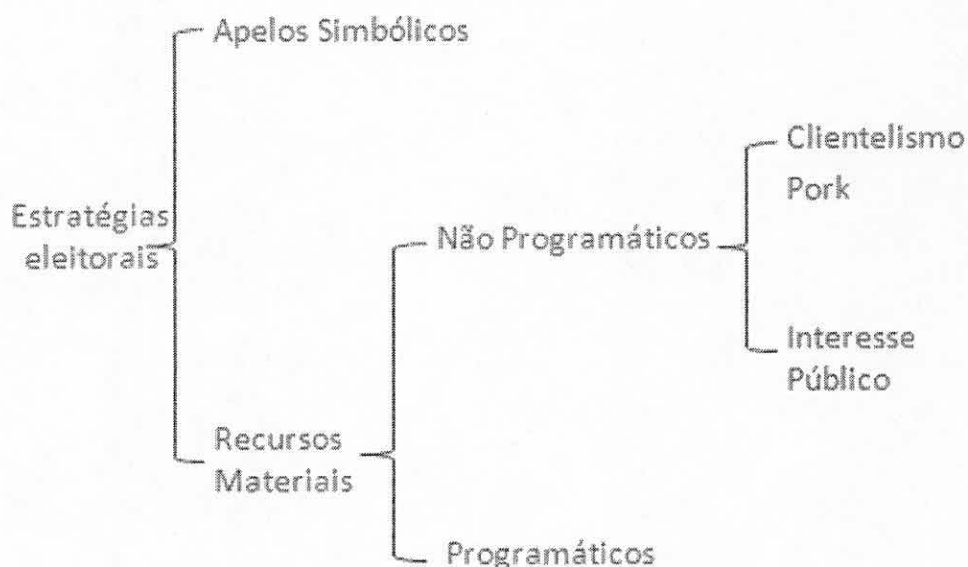 Apelos Simbólicos
Clientelismo
Pork
Estratégias
eleitorais
Não Programáticos
Interesse
Público
Recursos
Materiais
Programáticos